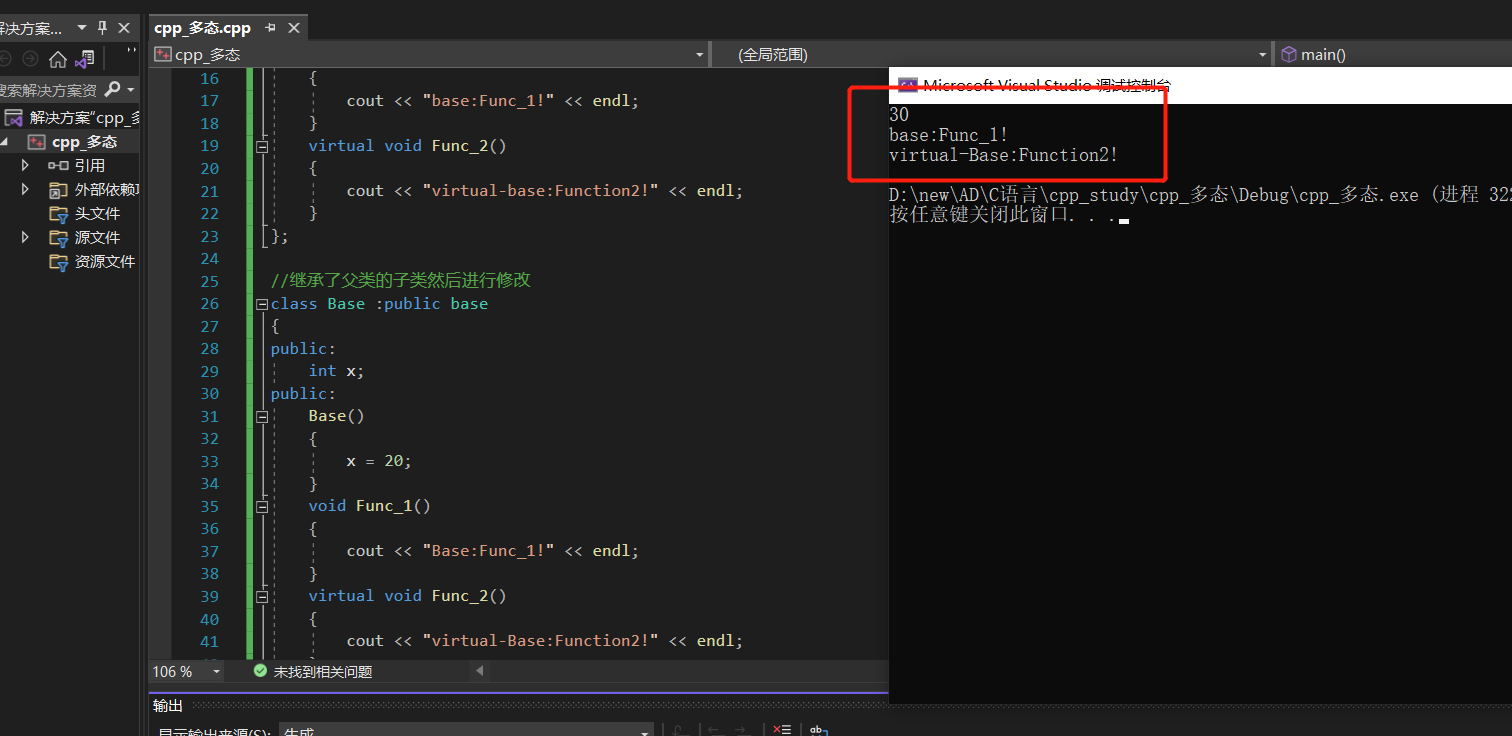 解决方案...
cpp_多态.cpp
cpp_多态
(全局范围)
main()
搜索解决方案资
解决方案"cpp_多
cpp_多态
引用
外部依赖项
头文件
源文件
资源文件
16 {
17 cout << "base:Func_1!" << endl;
18 }
19 virtual void Func_2()
20 {
21 cout << "virtual-base:Function2!" << endl;
22 }
23 };
24
25 //继承了父类的子类然后进行修改
26 class Base :public base
27 {
28 public:
29 int x;
30 public:
31 Base()
32 {
33 x = 20;
34 }
35 void Func_1()
36 {
37 cout << "Base:Func_1!" << endl;
38 }
39 virtual void Func_2()
40 {
41 cout << "virtual-Base:Function2!" << endl;
Microsoft Visual Studio 调试控制台
30
base:Func_1!
virtual-Base:Function2!
D:\new\AD\C语言\cpp_study\cpp_多态\Debug\cpp_多态.exe (进程 322
按任意键关闭此窗口. . .
106 %
未找到相关问题
输出
显示输出来源(S):
生成